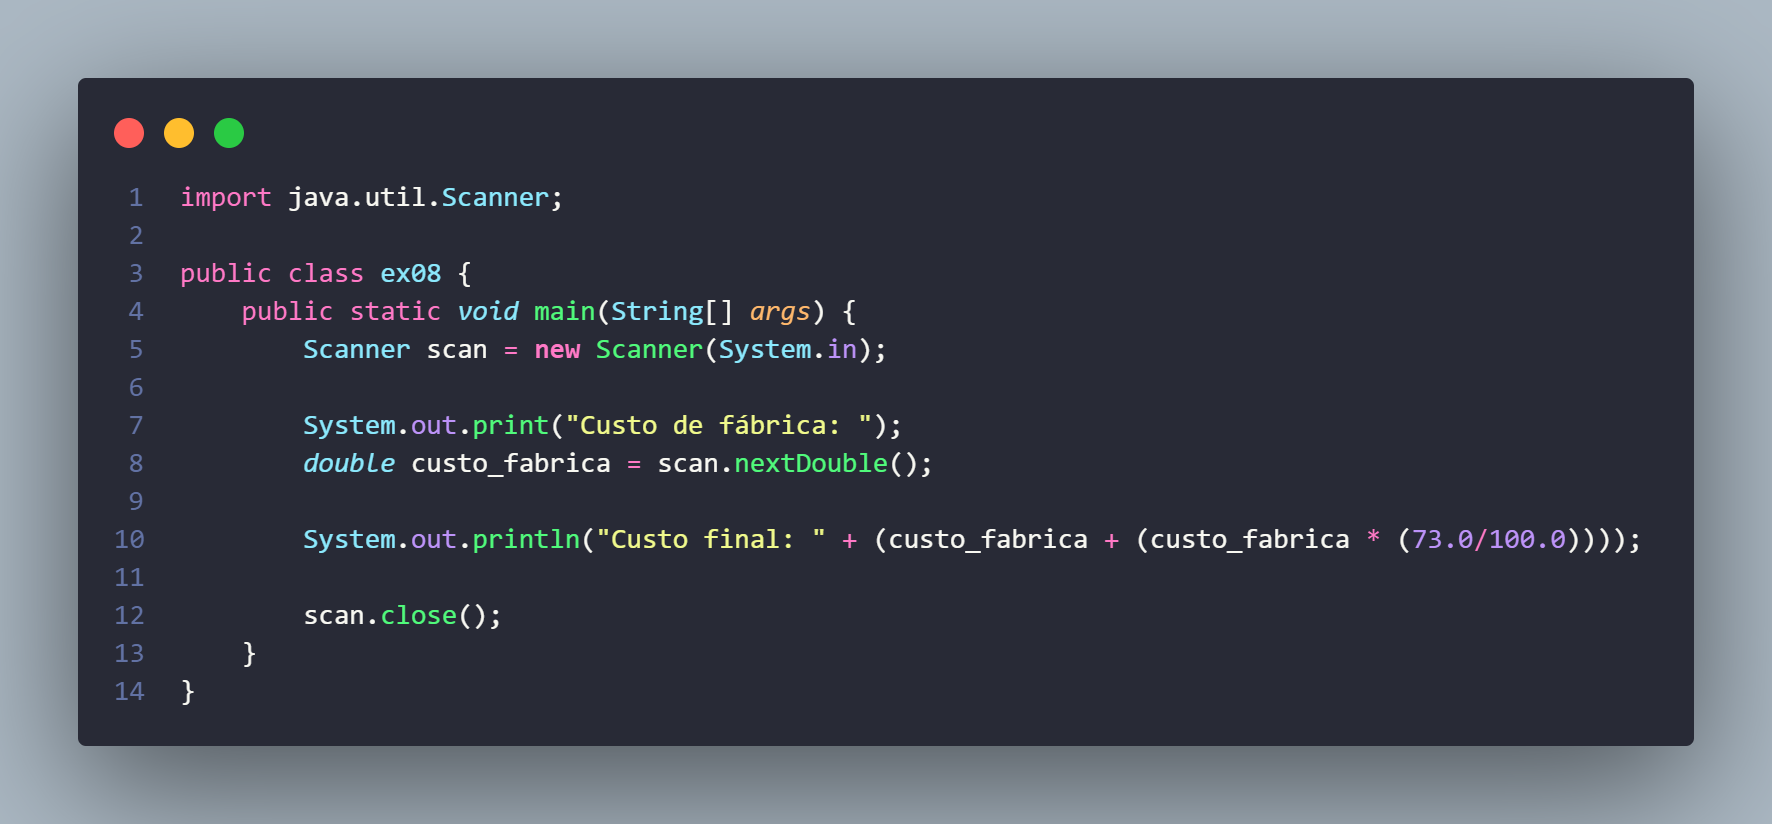 1 import java.util.Scanner;
2
3 public class ex08 {
4     public static void main(String[] args) {
5         Scanner scan = new Scanner(System.in);
6
7         System.out.print("Custo de fábrica: ");
8         double custo_fabrica = scan.nextDouble();
9
10         System.out.println("Custo final: " + (custo_fabrica + (custo_fabrica * (73.0/100.0))));
11
12         scan.close();
13     }
14 }